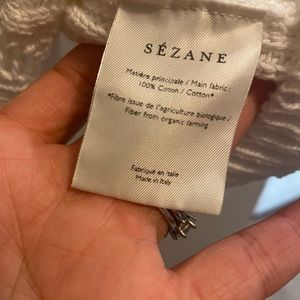 SÉZANE
Matière principale / Main fabric :
100% Coton / Cotton*
*Fibre issue de l'agriculture biologique /
Fiber from organic farming
Fabriqué en Italie
Made in Italy